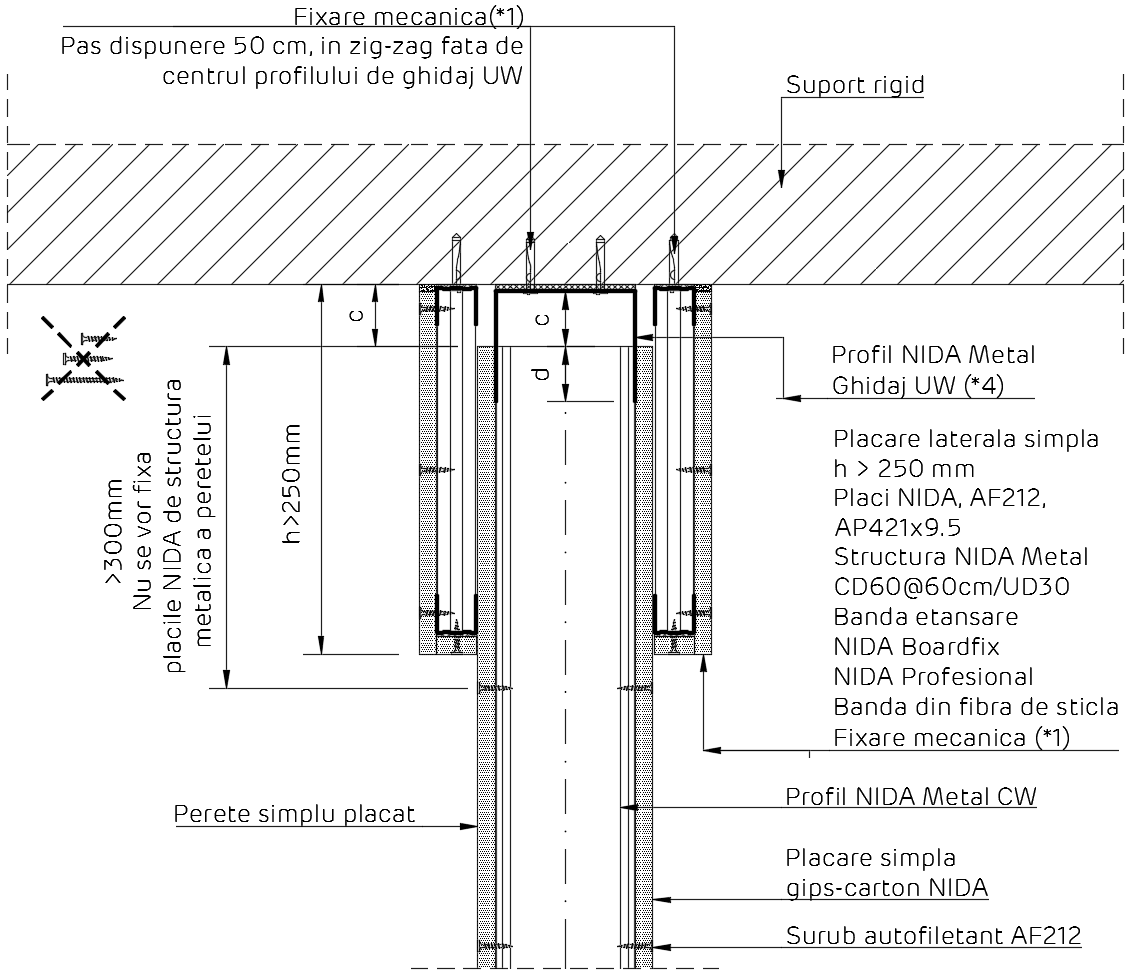 Fixare mecanica(*1)
Pas dispunere 50 cm, in zig-zag fata de
centrul profilului de ghidaj UW
Suport rigid
c
c
d
>300mm
Nu se vor fixa
placile NIDA de structura
metalica a peretelui
h>250mm
Profil NIDA Metal
Ghidaj UW (*4)
Placare laterala simpla
h > 250 mm
Placi NIDA, AF212,
AP421x9.5
Structura NIDA Metal
CD60@60cm/UD30
Banda etansare
NIDA Boardfix
NIDA Profesional
Banda din fibra de sticla
Fixare mecanica (*1)
Profil NIDA Metal CW
Perete simplu placat
Placare simpla
gips-carton NIDA
Surub autofiletant AF212